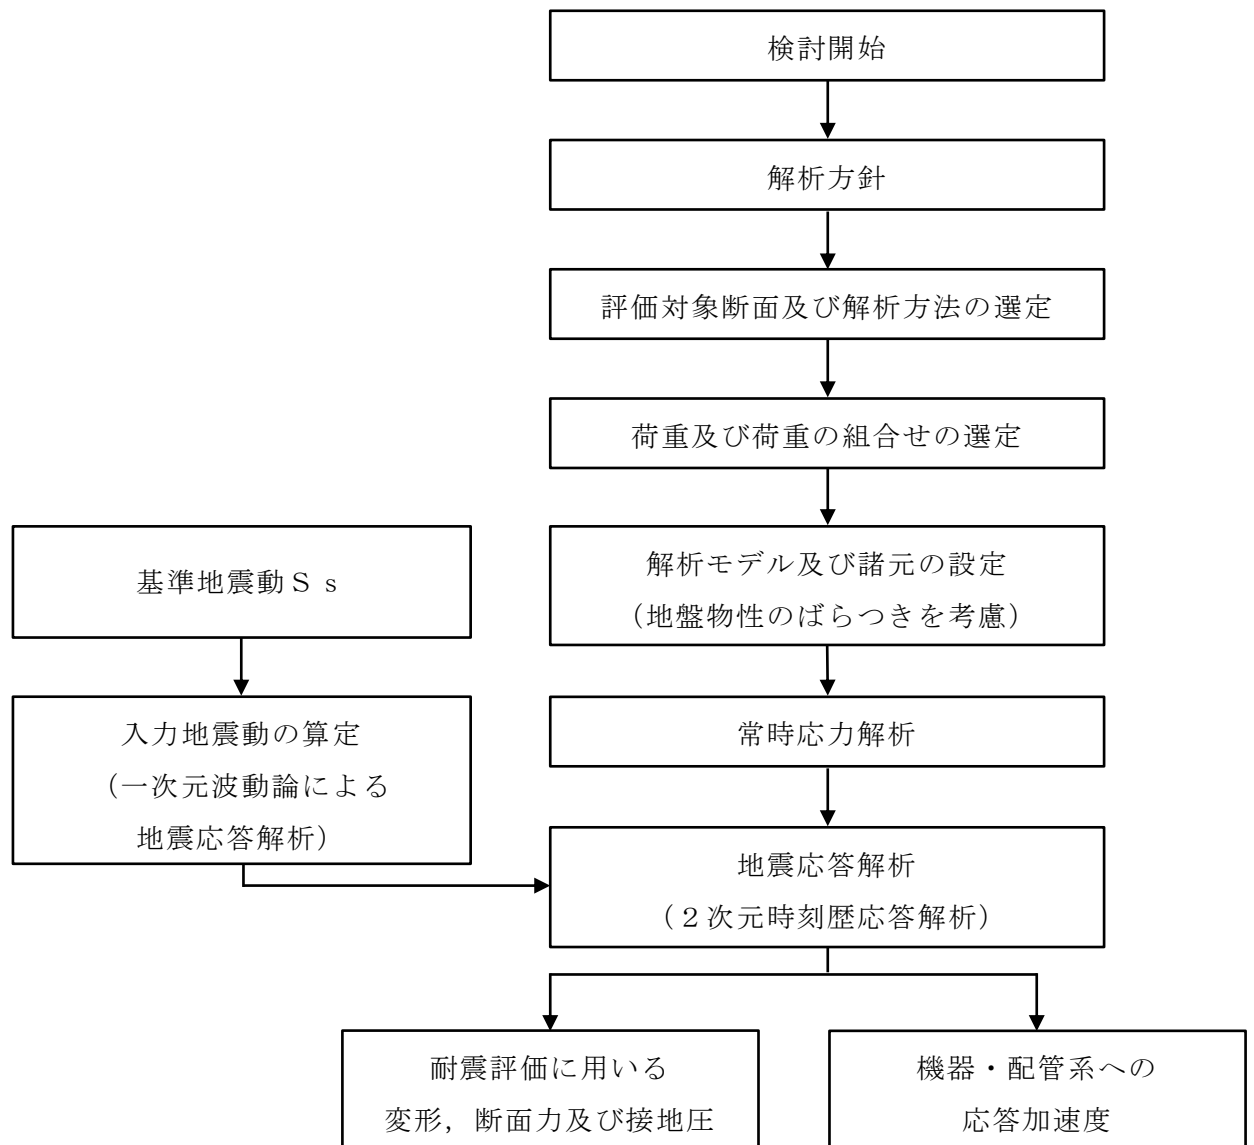 検討開始
解析方針
評価対象断面及び解析方法の選定
荷重及び荷重の組合せの選定
解析モデル及び諸元の設定
（地盤物性のばらつきを考慮）
基準地震動Ｓｓ
入力地震動の算定
（一次元波動論による
地震応答解析）
常時応力解析
地震応答解析
（２次元時刻歴応答解析）
耐震評価に用いる
変形，断面力及び接地圧
機器・配管系への
応答加速度